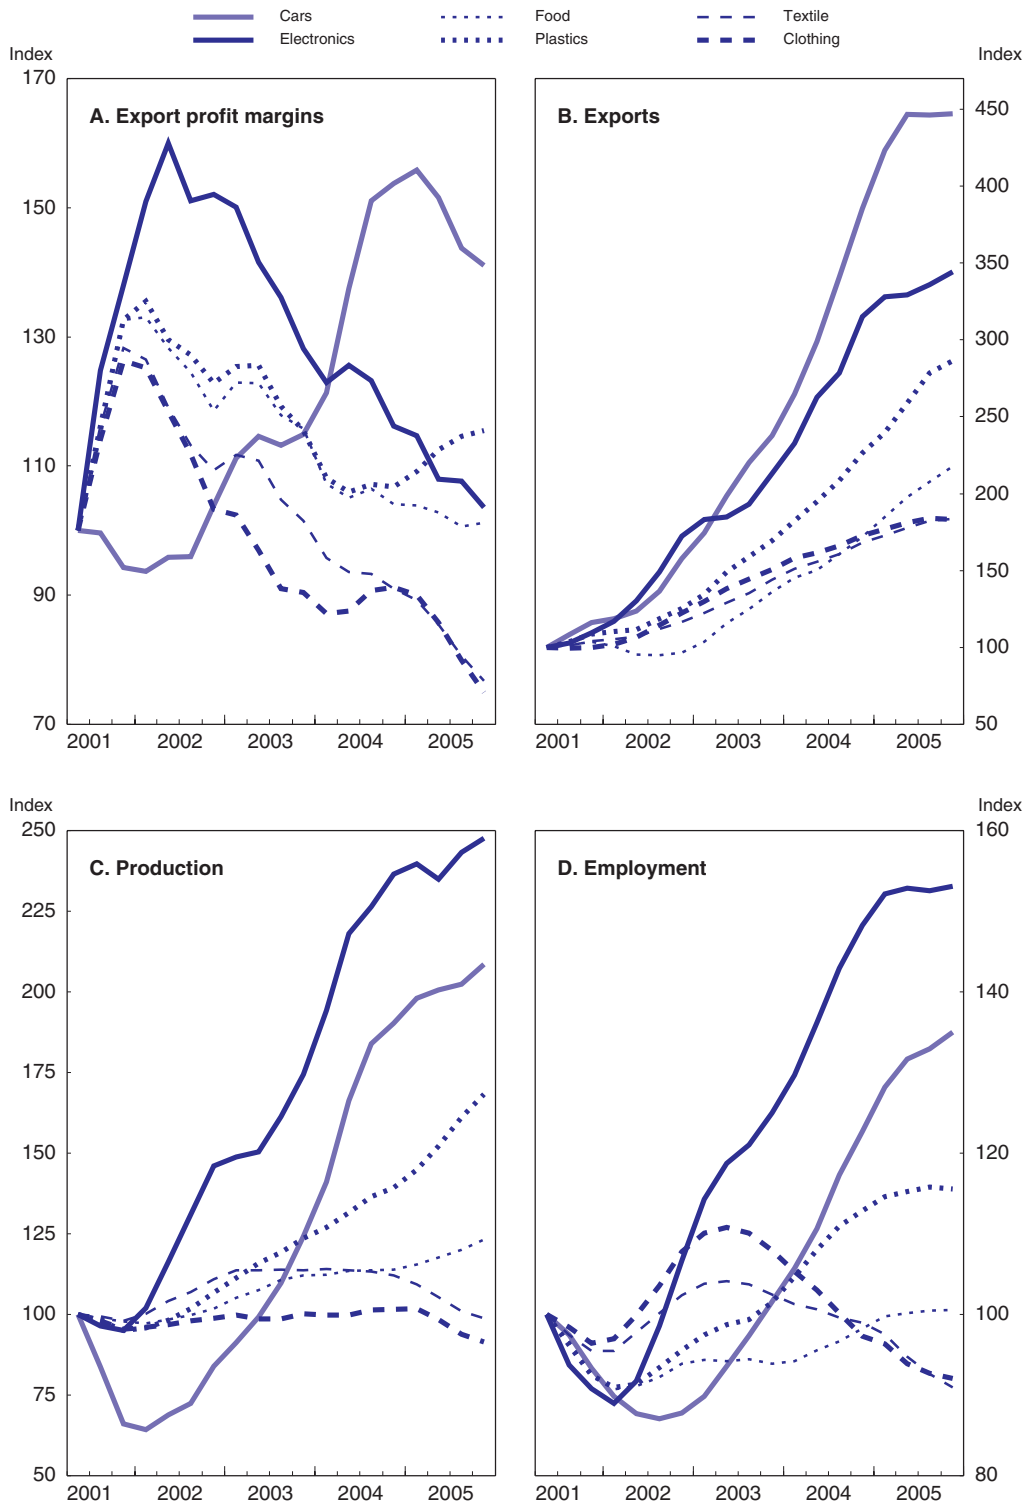 Cars Food Textile
Electronics Plastics Clothing
Index Index
170
A. Export profit margins
150
130
110
90
70
2001 2002 2003 2004 2005
B. Exports
450
400
350
300
250
200
150
100
50
2001 2002 2003 2004 2005
Index Index
250
C. Production
225
200
175
150
125
100
75
50
2001 2002 2003 2004 2005
160
D. Employment
140
120
100
80
2001 2002 2003 2004 2005